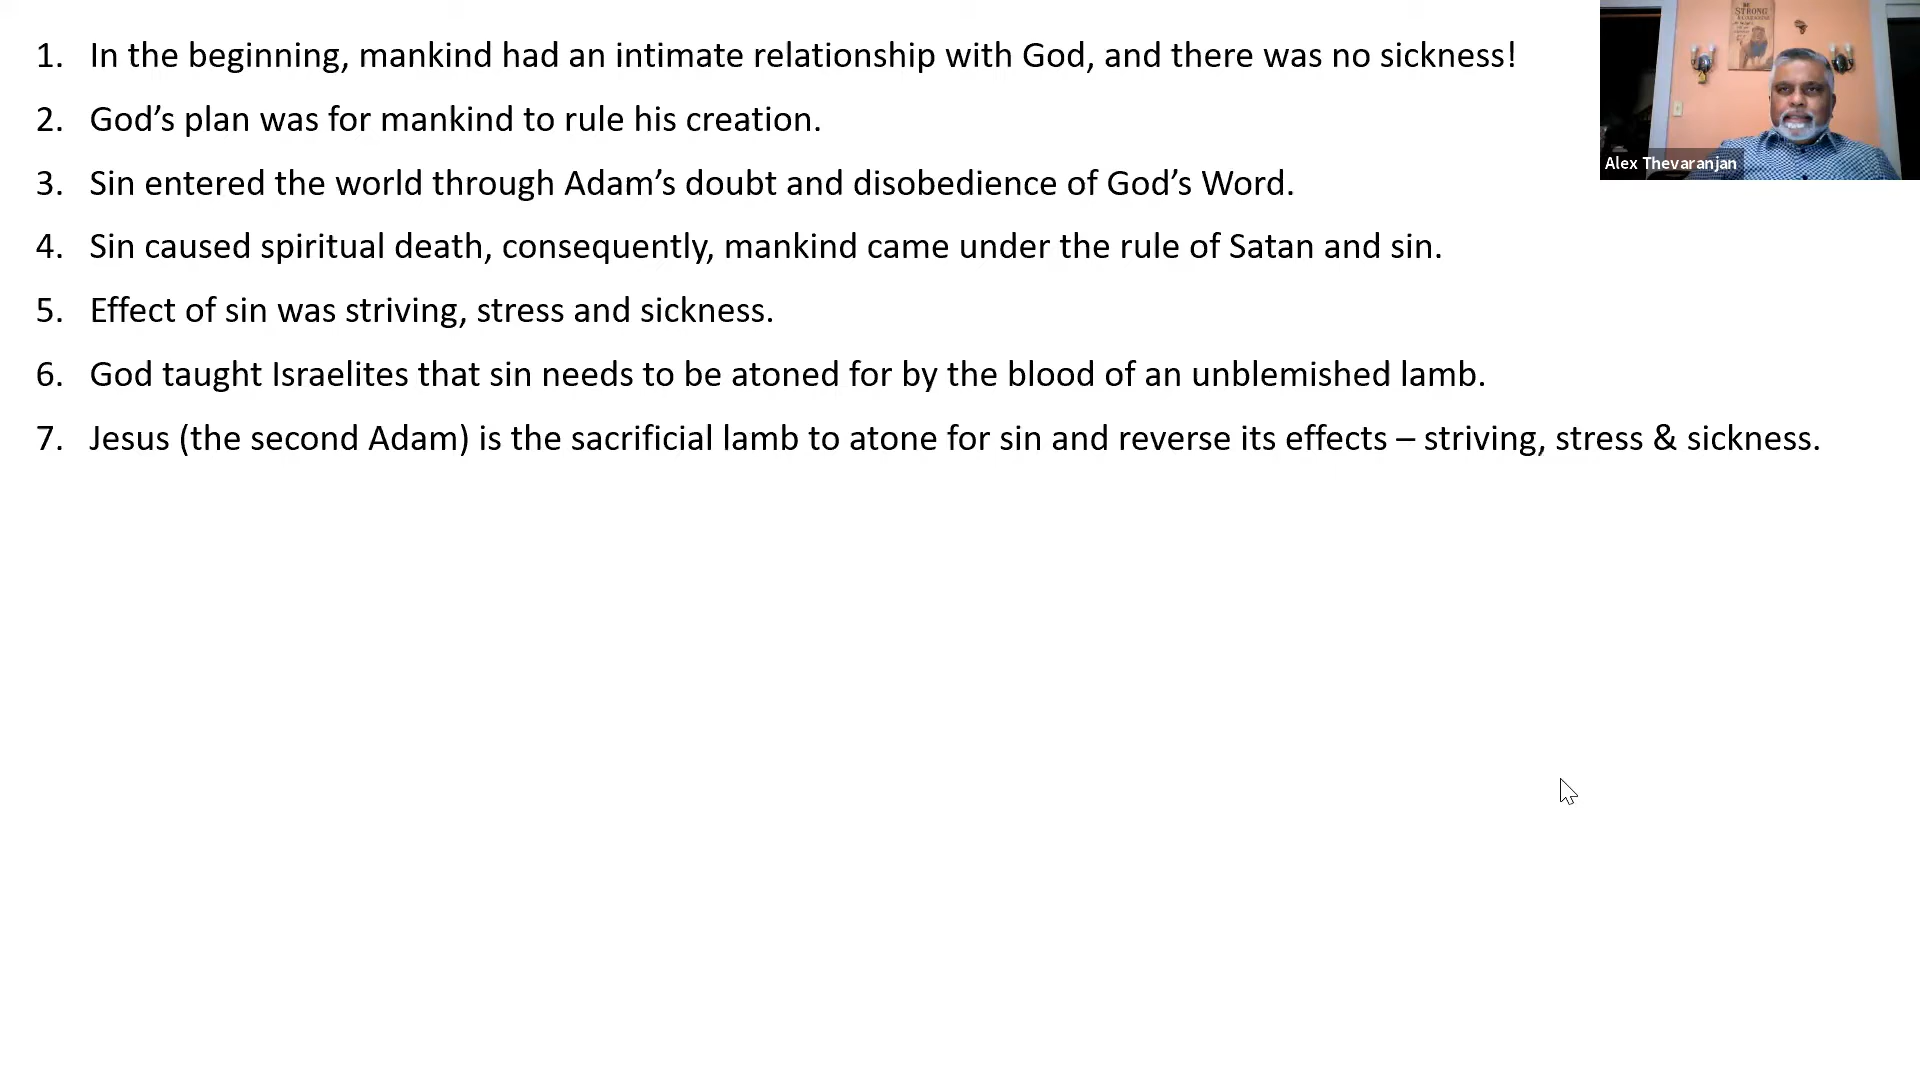 1. In the beginning, mankind had an intimate relationship with God, and there was no sickness!
2. God’s plan was for mankind to rule his creation.
3. Sin entered the world through Adam’s doubt and disobedience of God’s Word.
4. Sin caused spiritual death, consequently, mankind came under the rule of Satan and sin.
5. Effect of sin was striving, stress and sickness.
6. God taught Israelites that sin needs to be atoned for by the blood of an unblemished lamb.
7. Jesus (the second Adam) is the sacrificial lamb to atone for sin and reverse its effects – striving, stress & sickness.
BE
STRONG
Alex Thevaranjan